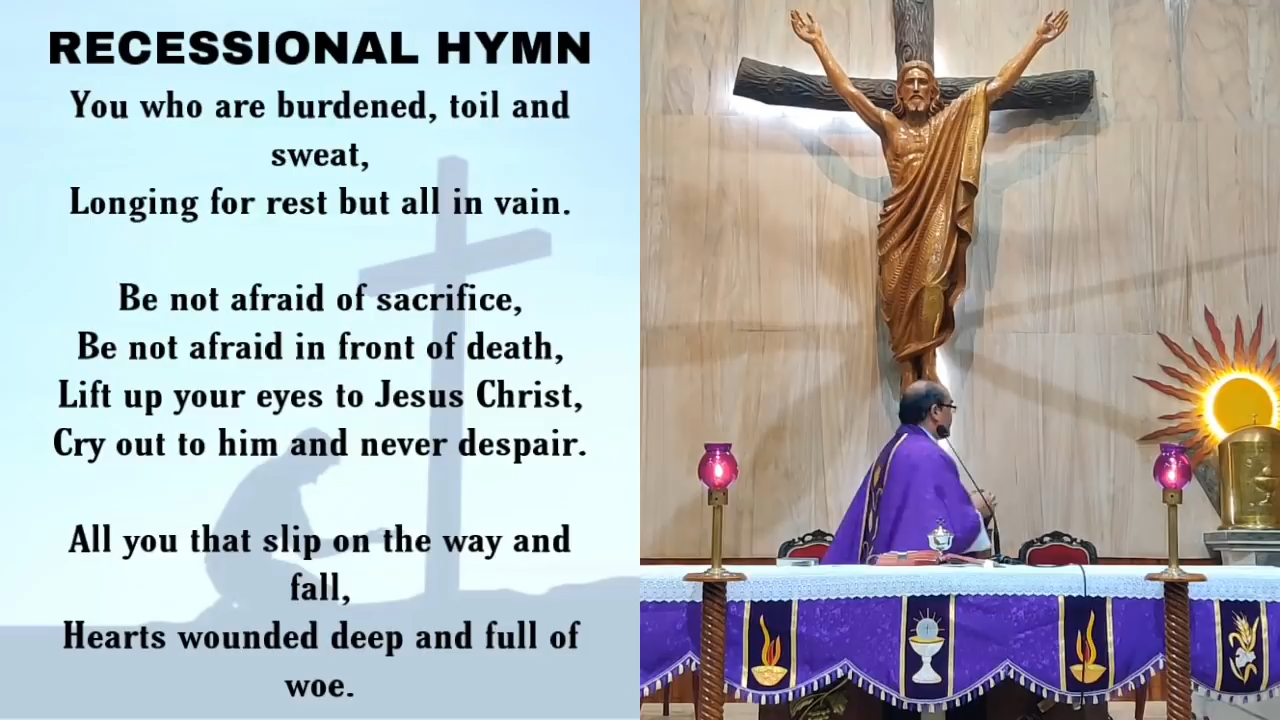 RECESSIONAL HYMN
You who are burdened, toil and
sweat,
Longing for rest but all in vain.
Be not afraid of sacrifice,
Be not afraid in front of death,
Lift up your eyes to Jesus Christ,
Cry out to him and never despair.
All you that slip on the way and
fall,
Hearts wounded deep and full of
woe.